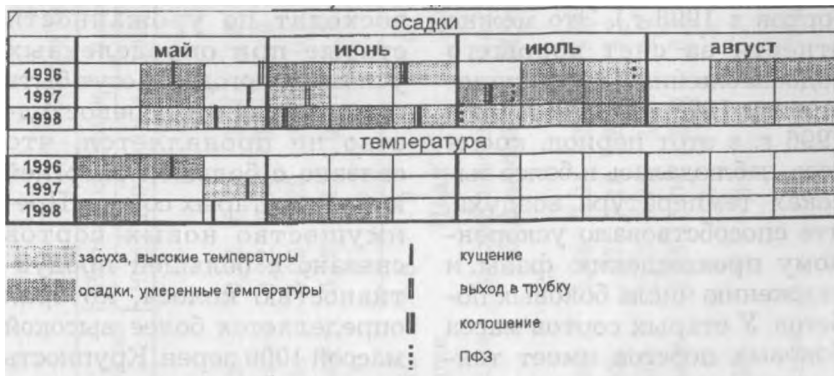 осадки
май июнь июль август
1996
1997
1998
температура
1996
1997
1998
засуха, высокие температуры
осадки, умеренные температуры
кущение
выход в трубку
колошение
ПФЗ